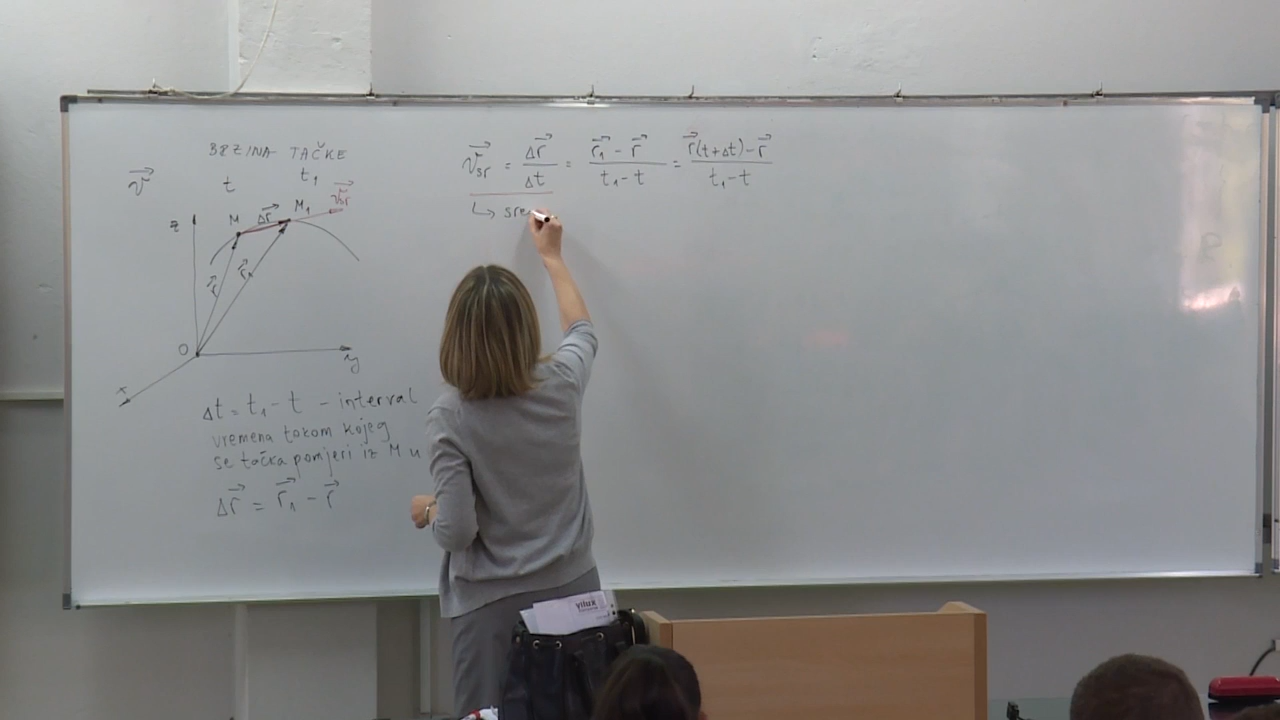 BRZINA TAČKE
v⃗
t
t₁
z
M
Δr⃗
M₁
v⃗sr
r⃗
r⃗₁
O
y
x
Δt = t₁ - t - interval
vremena tokom kojeg
se tačka pomjeri iz M u
Δr⃗ = r⃗₁ - r⃗
v⃗sr = Δr⃗/Δt = (r⃗₁ - r⃗)/(t₁ - t) = (r⃗(t+Δt) - r⃗)/(t₁ - t)
↳ sre
vilux